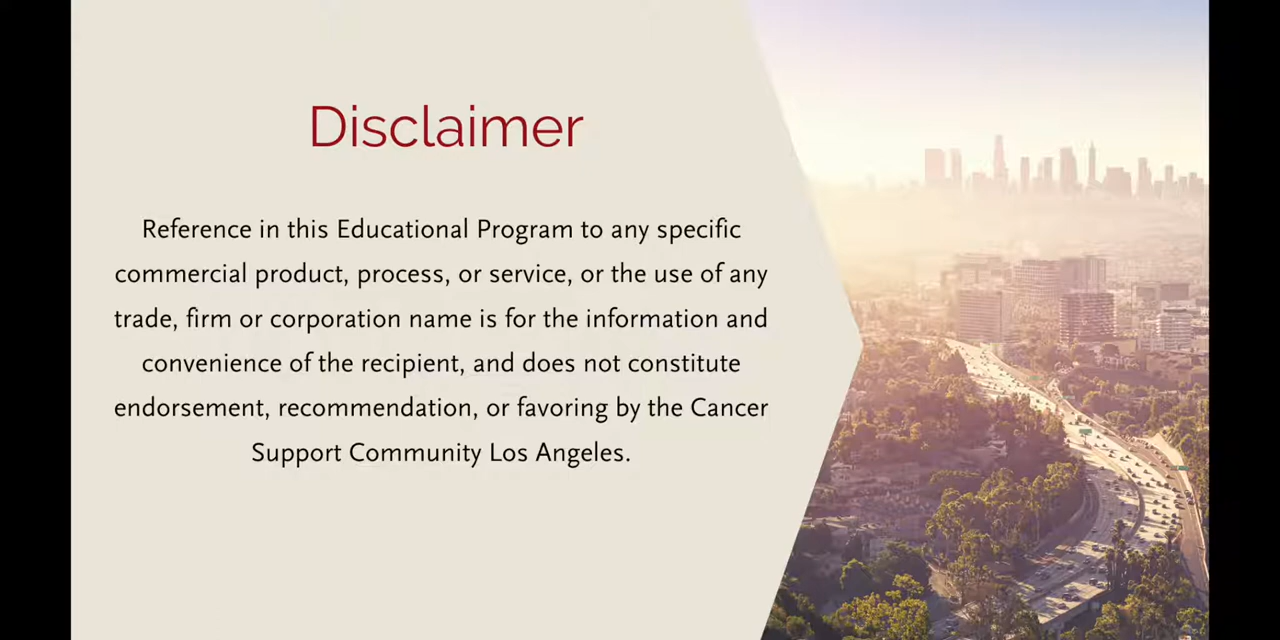 Disclaimer
Reference in this Educational Program to any specific
commercial product, process, or service, or the use of any
trade, firm or corporation name is for the information and
convenience of the recipient, and does not constitute
endorsement, recommendation, or favoring by the Cancer
Support Community Los Angeles.